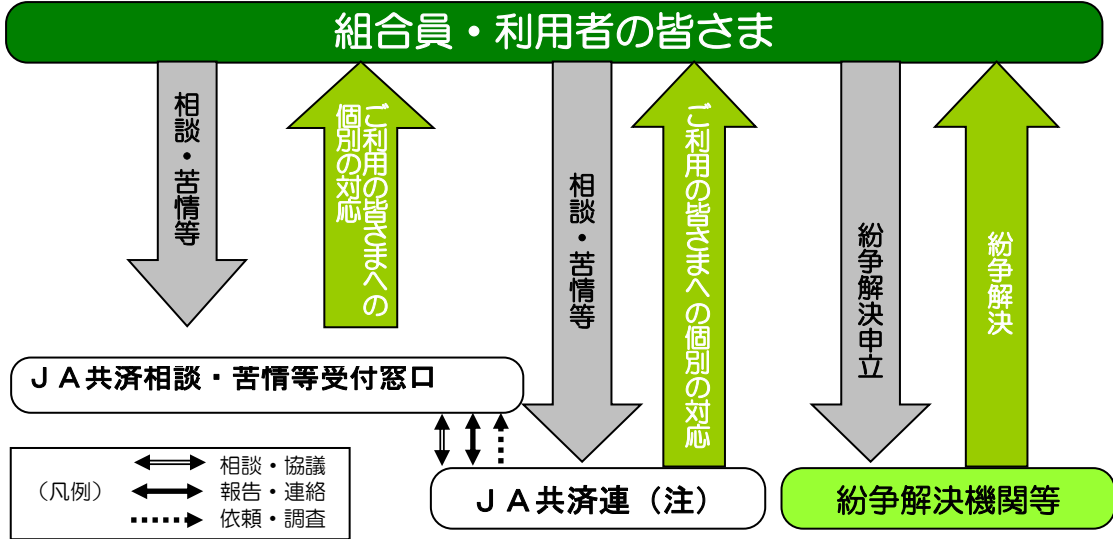 組合員・利用者の皆さま
相談・苦情等
ご利用の皆さまへの
個別の対応
相談・苦情等
ご利用の皆さまへの個別の対応
紛争解決申立
紛争解決
ＪＡ共済相談・苦情等受付窓口
（凡例）
相談・協議
報告・連絡
依頼・調査
ＪＡ共済連（注）
紛争解決機関等